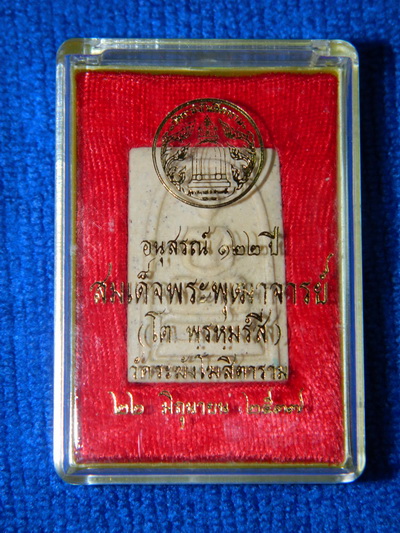 อนุสรณ์ ๑๒๒ ปี
สมเด็จพระพุฒาจารย์
(โต พรหมรังสี)
วัดระฆังโฆสิตาราม
๒๒ มิถุนายน ๒๕๓๗